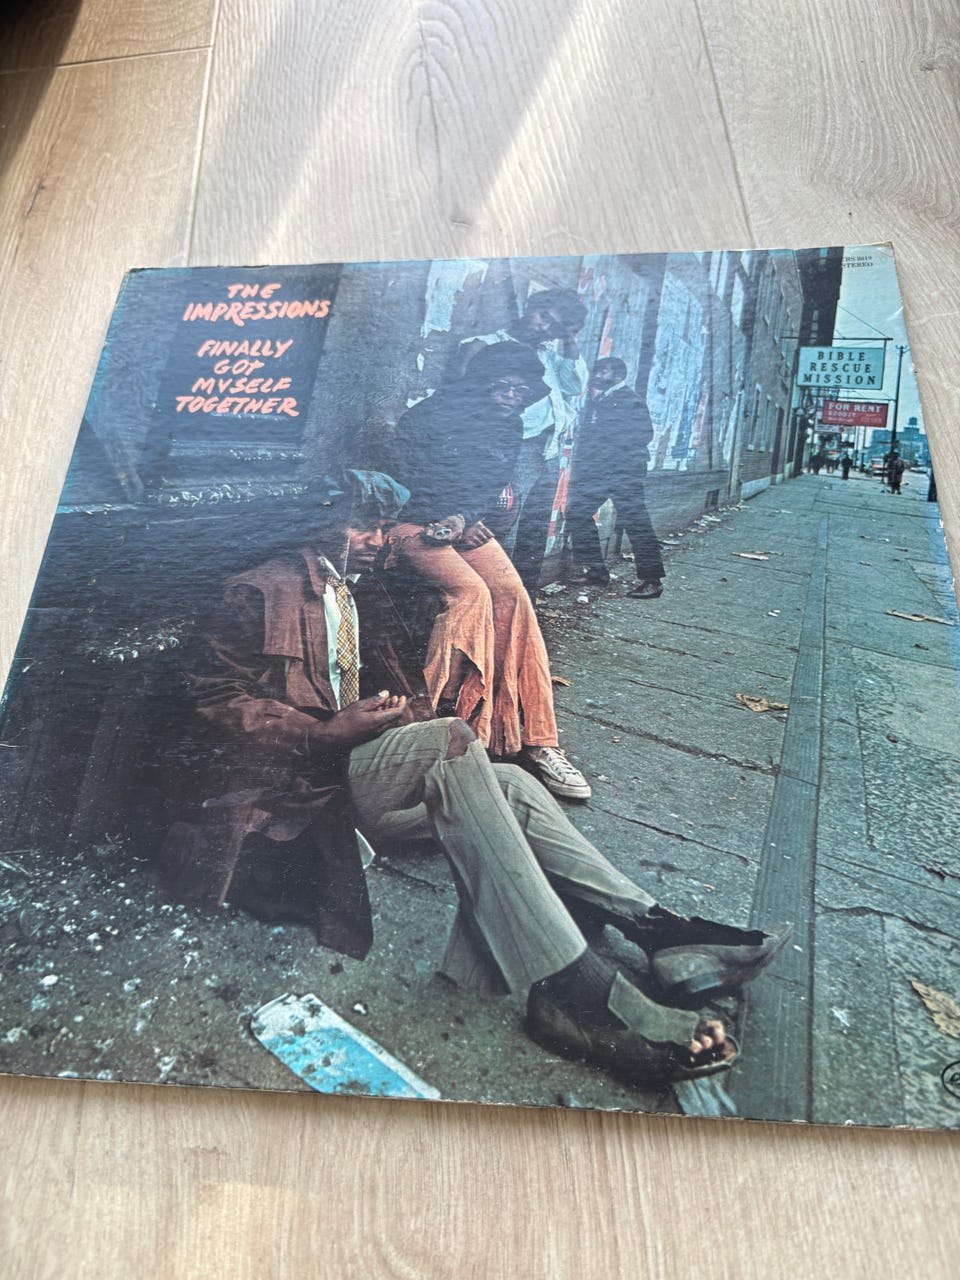 THE
IMPRESSIONS
FINALLY
GOT
MYSELF
TOGETHER
STEREO
BIBLE
RESCUE
MISSION
FOR RENT